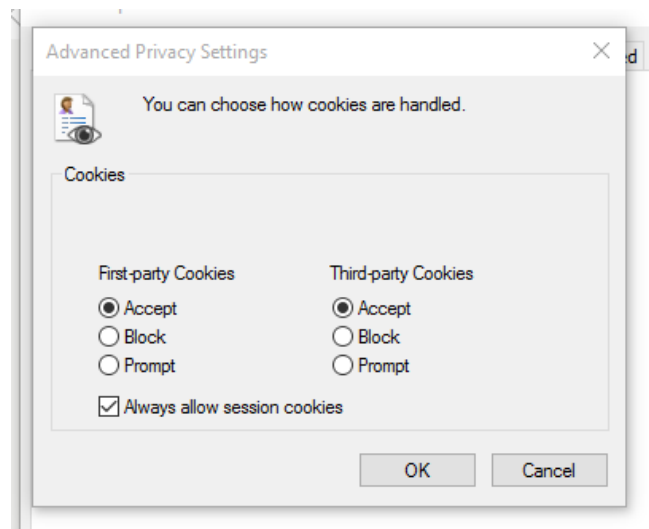 Advanced Privacy Settings
ed
You can choose how cookies are handled.
Cookies
First-party Cookies
Third-party Cookies
Accept
Accept
Block
Block
Prompt
Prompt
Always allow session cookies
OK
Cancel